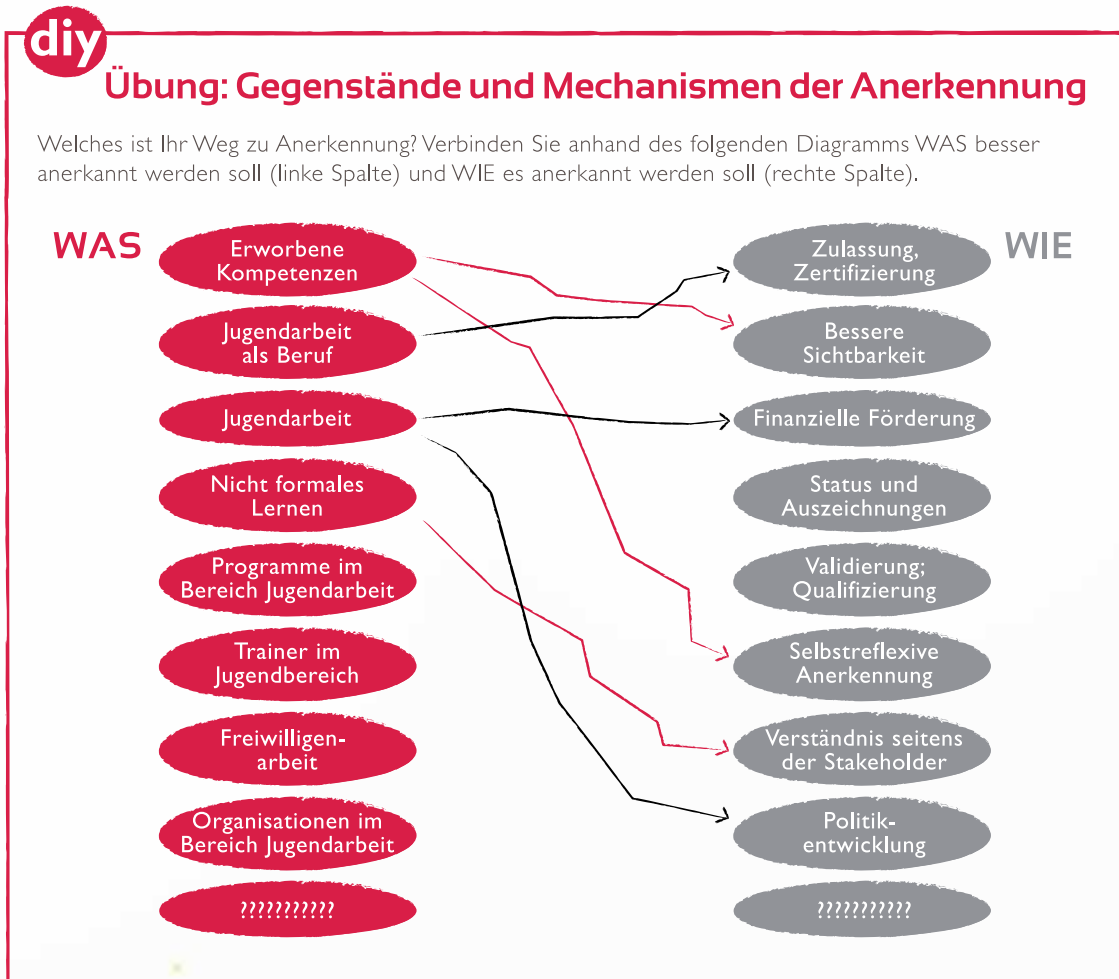 diy
Übung: Gegenstände und Mechanismen der Anerkennung
Welches ist Ihr Weg zu Anerkennung? Verbinden Sie anhand des folgenden Diagramms WAS besser
anerkannt werden soll (linke Spalte) und WIE es anerkannt werden soll (rechte Spalte).
WAS
Erworbene
Kompetenzen
Jugendarbeit
als Beruf
Jugendarbeit
Nicht formales
Lernen
Programme im
Bereich Jugendarbeit
Trainer im
Jugendbereich
Freiwilligen-
arbeit
Organisationen im
Bereich Jugendarbeit
???????????
WIE
Zulassung,
Zertifizierung
Bessere
Sichtbarkeit
Finanzielle Förderung
Status und
Auszeichnungen
Validierung;
Qualifizierung
Selbstreflexive
Anerkennung
Verständnis seitens
der Stakeholder
Politik-
entwicklung
???????????